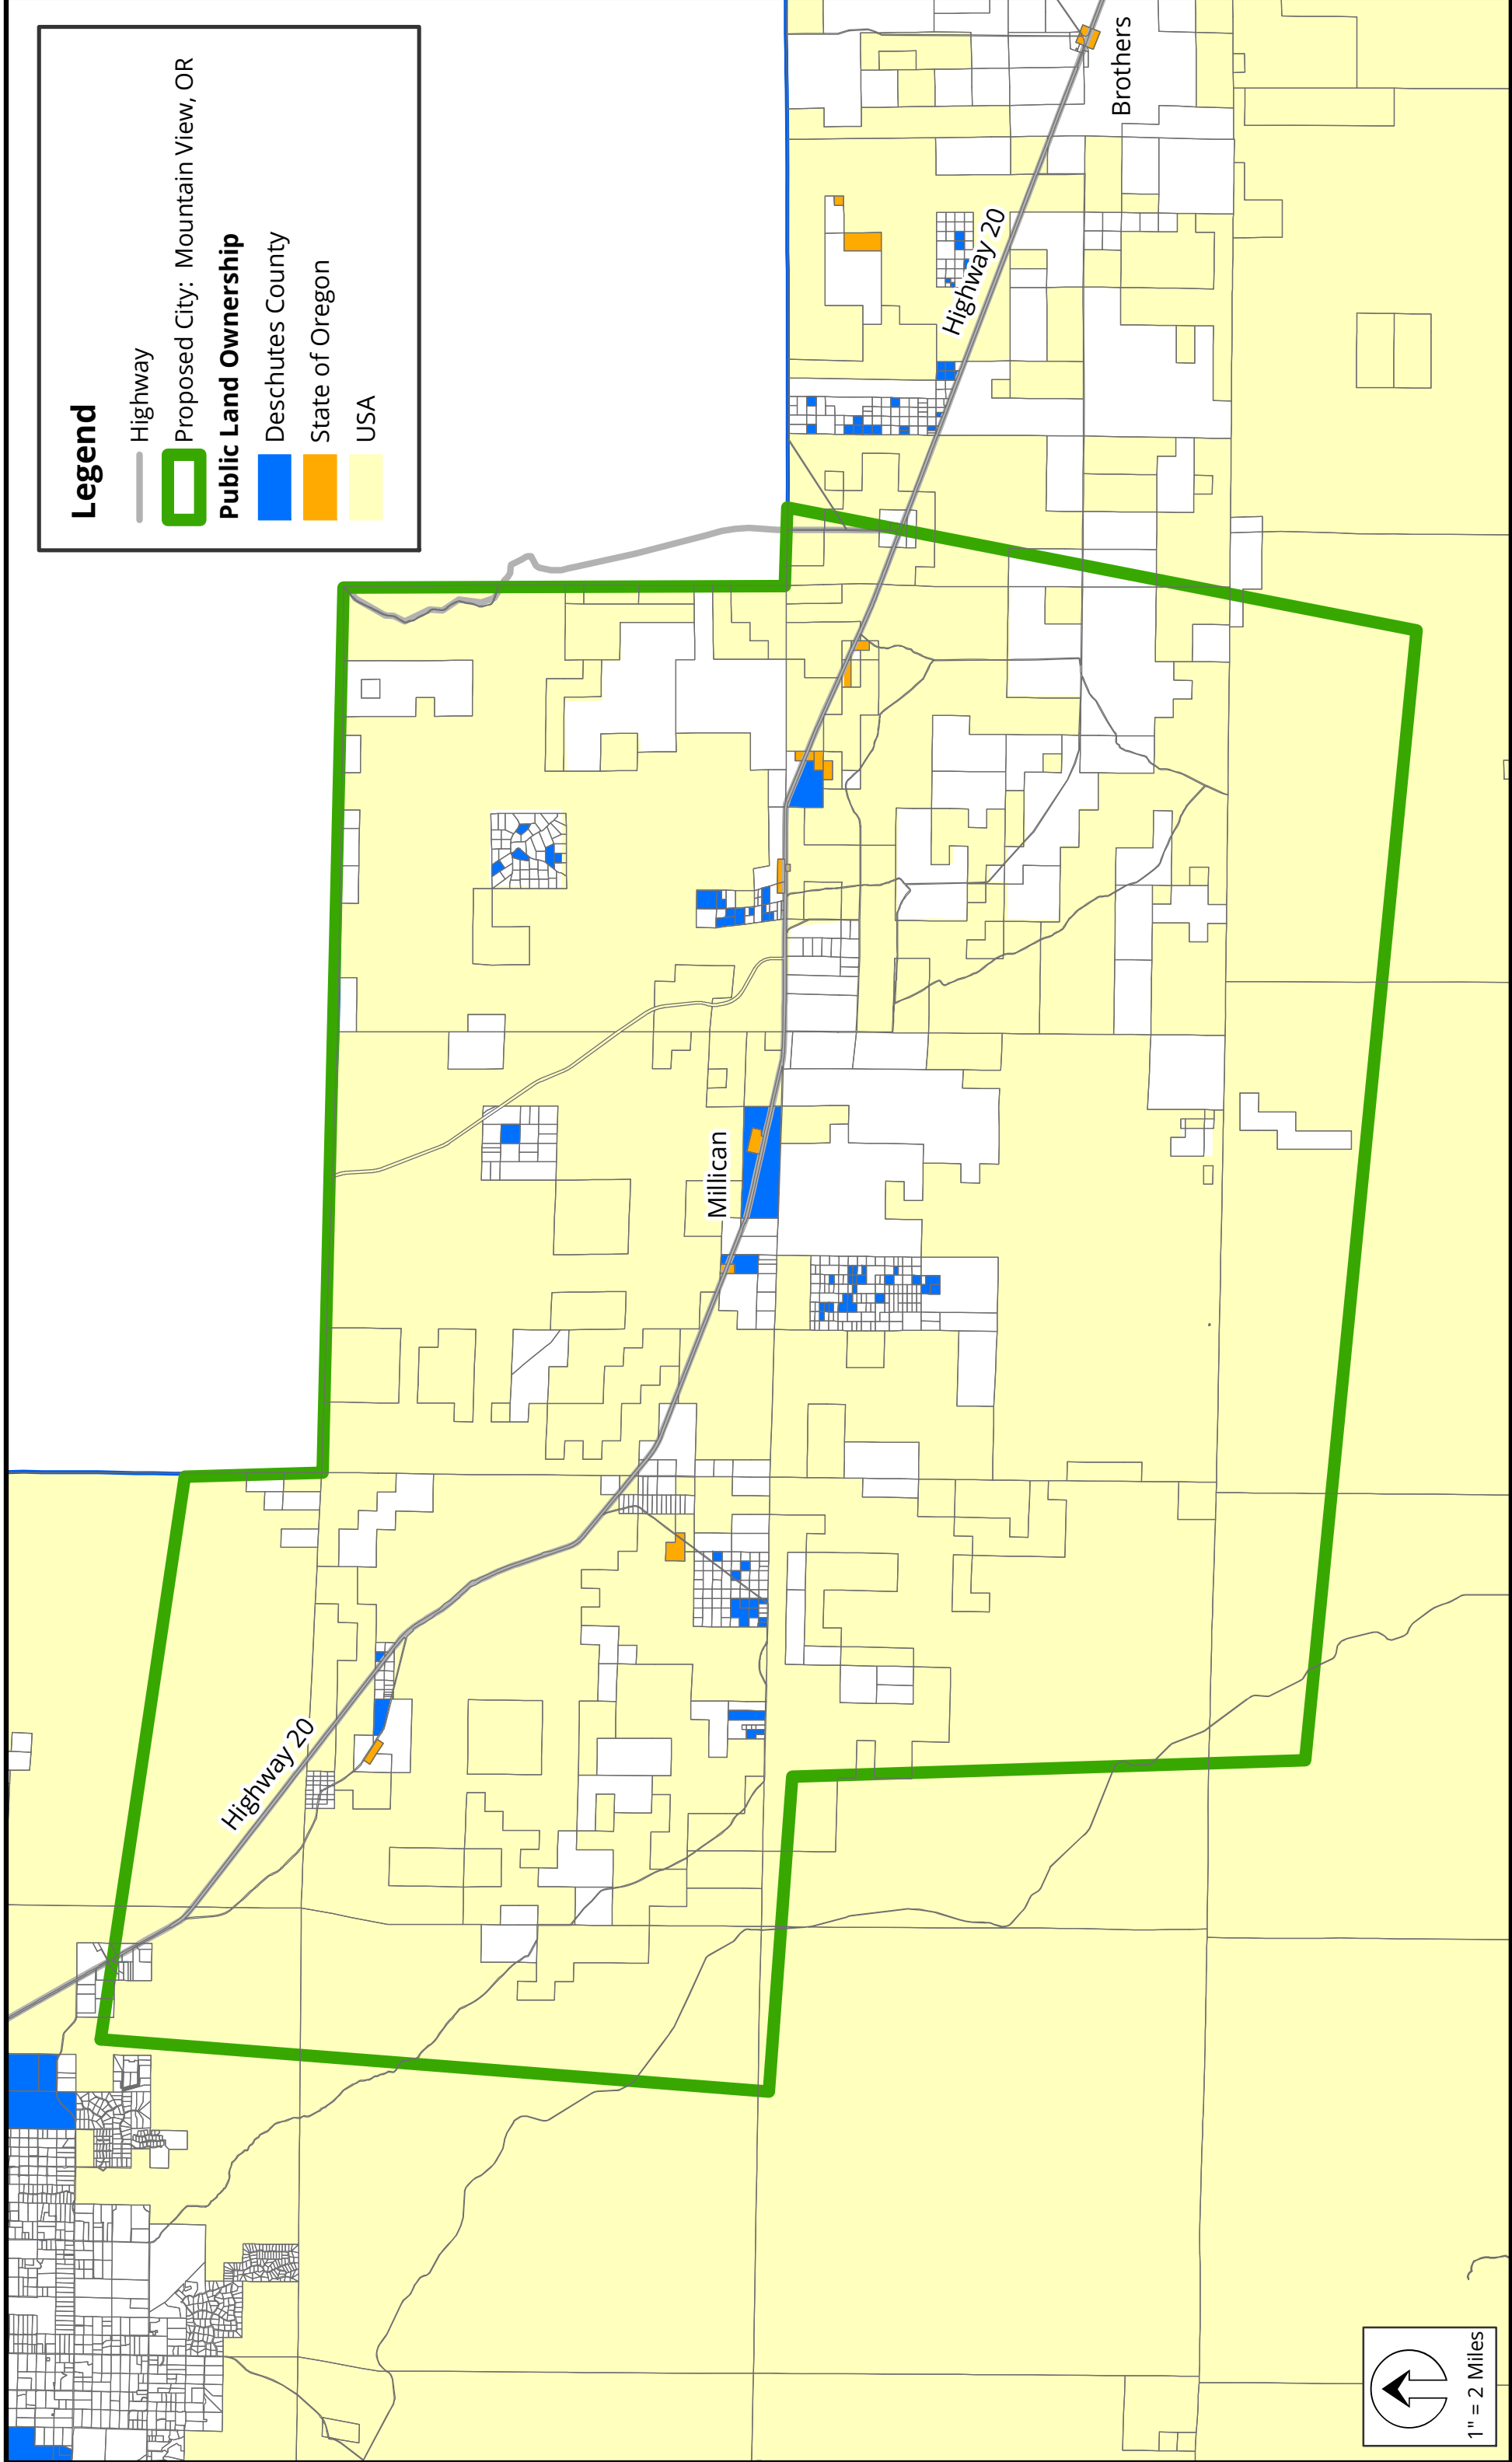 Legend
Highway
Proposed City: Mountain View, OR
Public Land Ownership
Deschutes County
State of Oregon
USA
Highway 20
Millican
Highway 20
Brothers
1" = 2 Miles